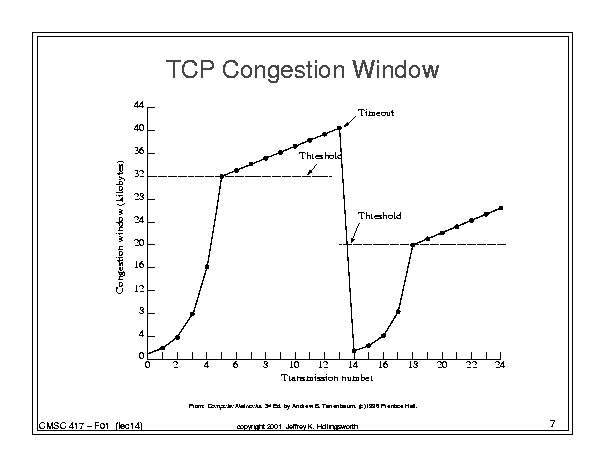 TCP Congestion Window
44
40
36
32
28
24
20
16
12
8
4
0
Congestion window (kilobytes)
Timeout
Threshold
Threshold
0 2 4 6 8 10 12 14 16 18 20 22 24
Transmission number
From: Computer Networks, 3rd Ed. by Andrew S. Tanenbaum, (c)1996 Prentice Hall.
CMSC 417 – F01 (lec14)
copyright 2001 Jeffrey K. Hollingsworth
7